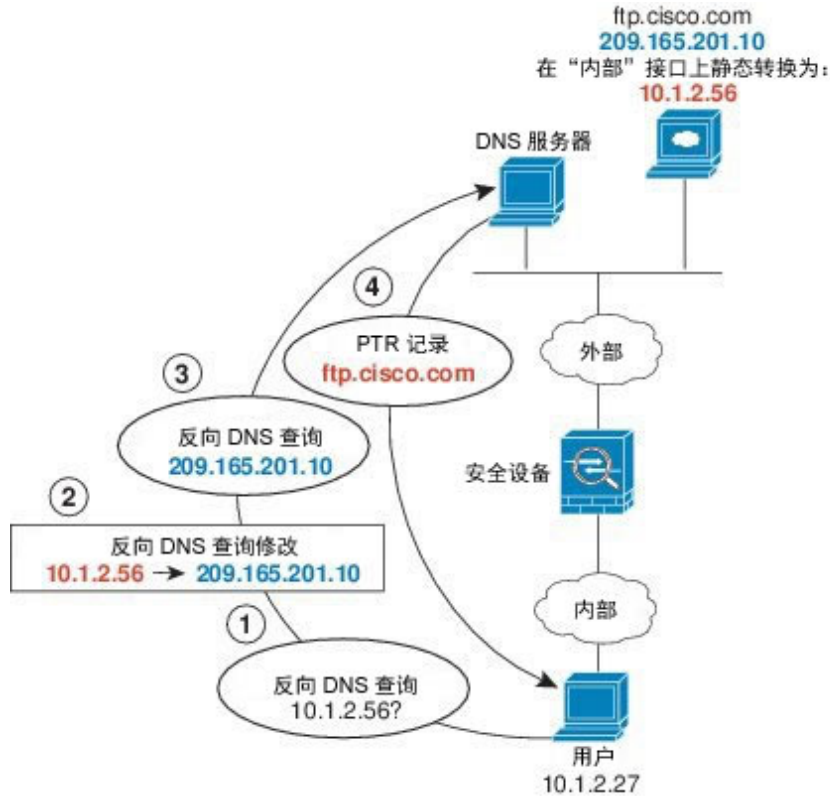 ftp.cisco.com
209.165.201.10
在“内部”接口上静态转换为:
10.1.2.56
DNS 服务器
4
PTR 记录
ftp.cisco.com
外部
3
反向 DNS 查询
209.165.201.10
安全设备
2
反向 DNS 查询修改
10.1.2.56 → 209.165.201.10
内部
1
反向 DNS 查询
10.1.2.56?
用户
10.1.2.27